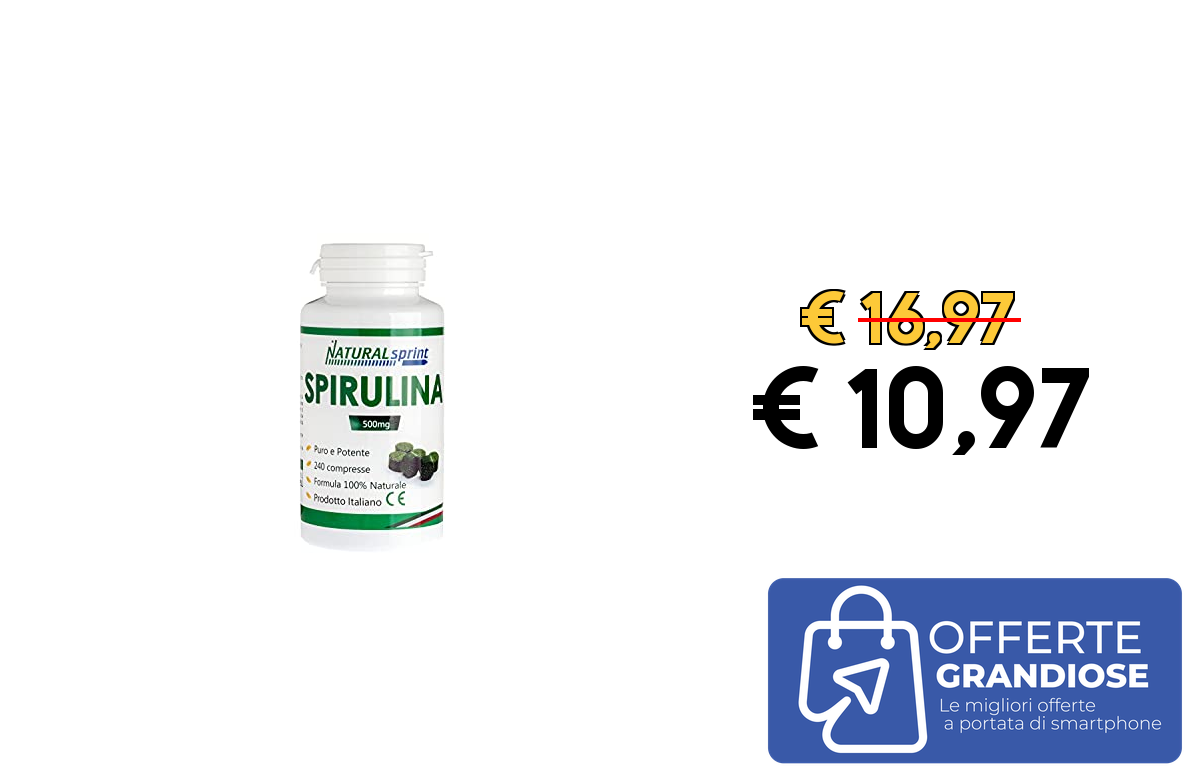 NATURALsprint
SPIRULINA
500mg
Puro e Potente
240 compresse
Formula 100% Naturale
Prodotto Italiano CE
€ 16,97
€ 10,97
OFFERTE
GRANDIOSE
Le migliori offerte
a portata di smartphone